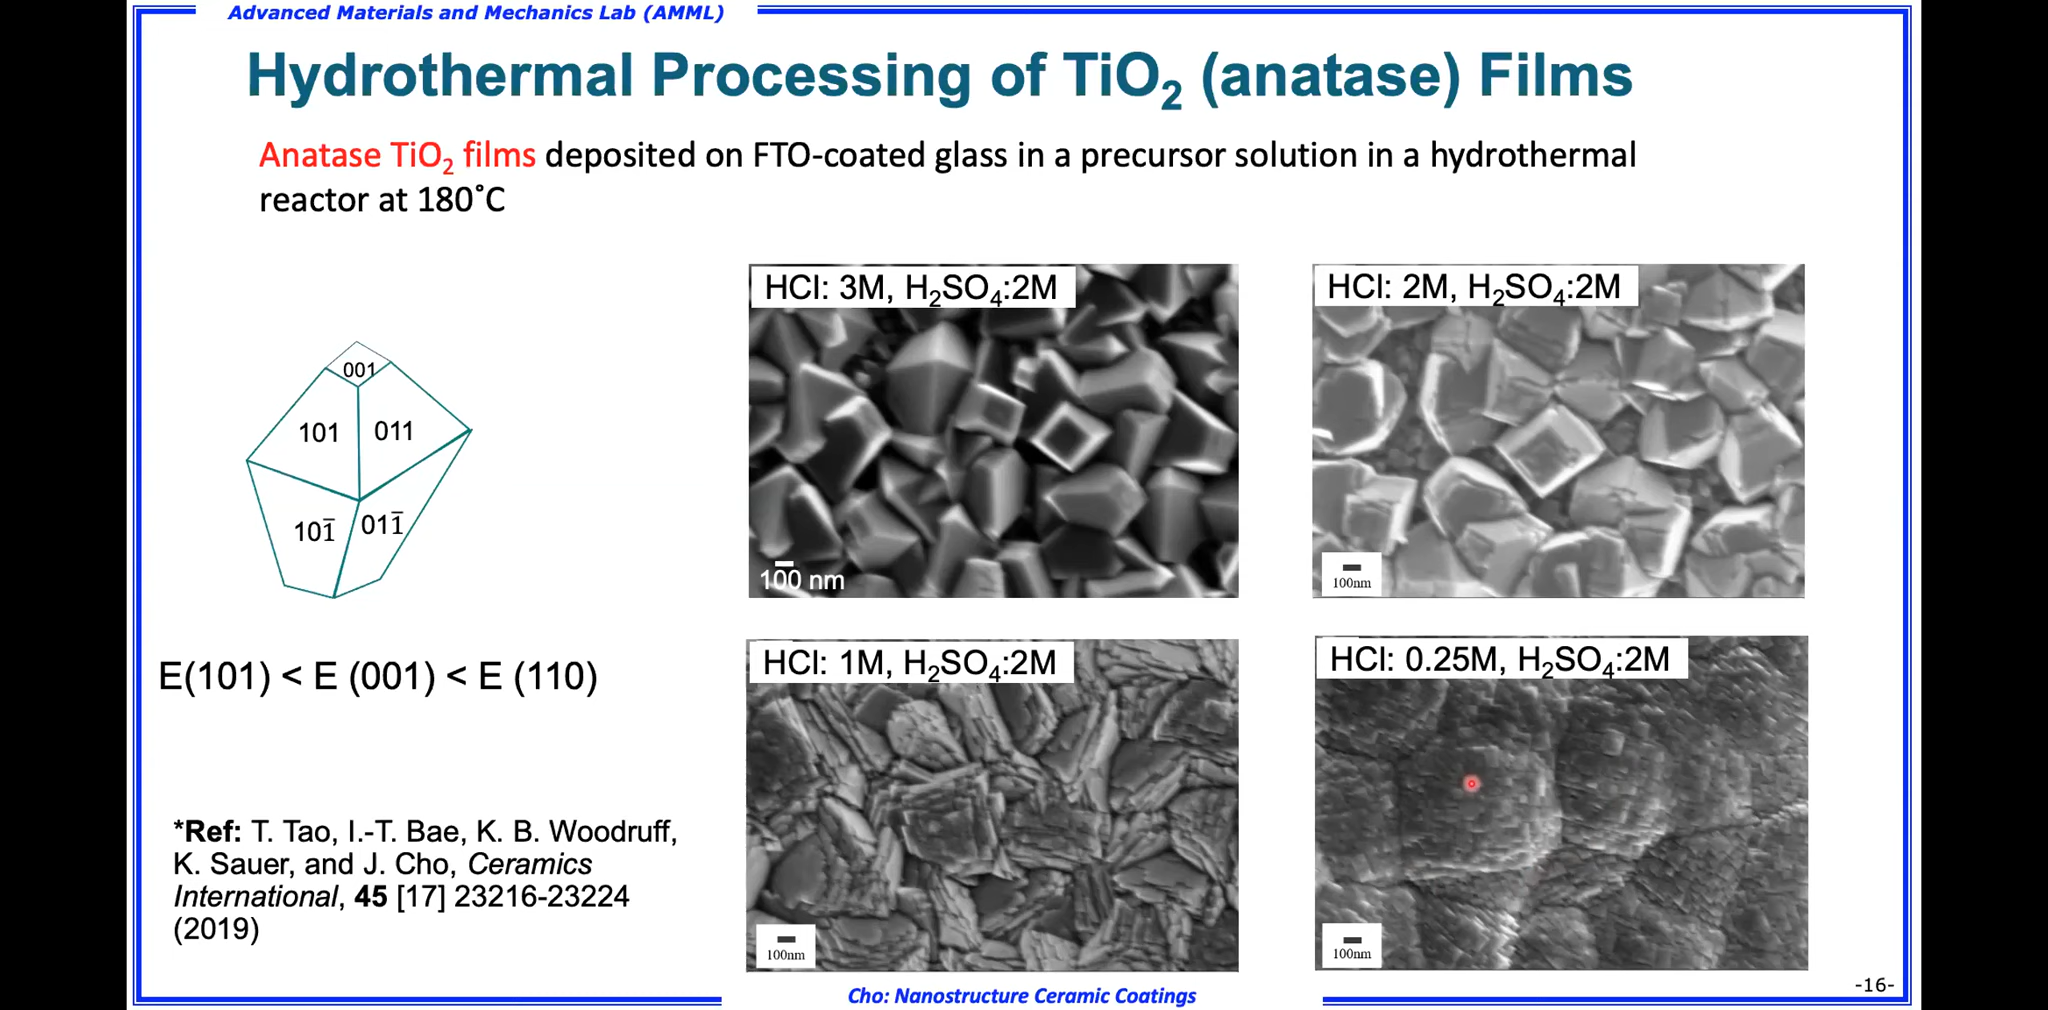 Advanced Materials and Mechanics Lab (AMML)
Hydrothermal Processing of TiO₂ (anatase) Films
Anatase TiO₂ films deposited on FTO-coated glass in a precursor solution in a hydrothermal
reactor at 180˚C
001
101 011
101̅ 011̅
E(101) < E (001) < E (110)
*Ref: T. Tao, I.-T. Bae, K. B. Woodruff,
K. Sauer, and J. Cho, Ceramics
International, 45 [17] 23216-23224
(2019)
HCl: 3M, H₂SO₄:2M
100 nm
HCl: 2M, H₂SO₄:2M
100nm
HCl: 1M, H₂SO₄:2M
100nm
HCl: 0.25M, H₂SO₄:2M
100nm
Cho: Nanostructure Ceramic Coatings
-16-